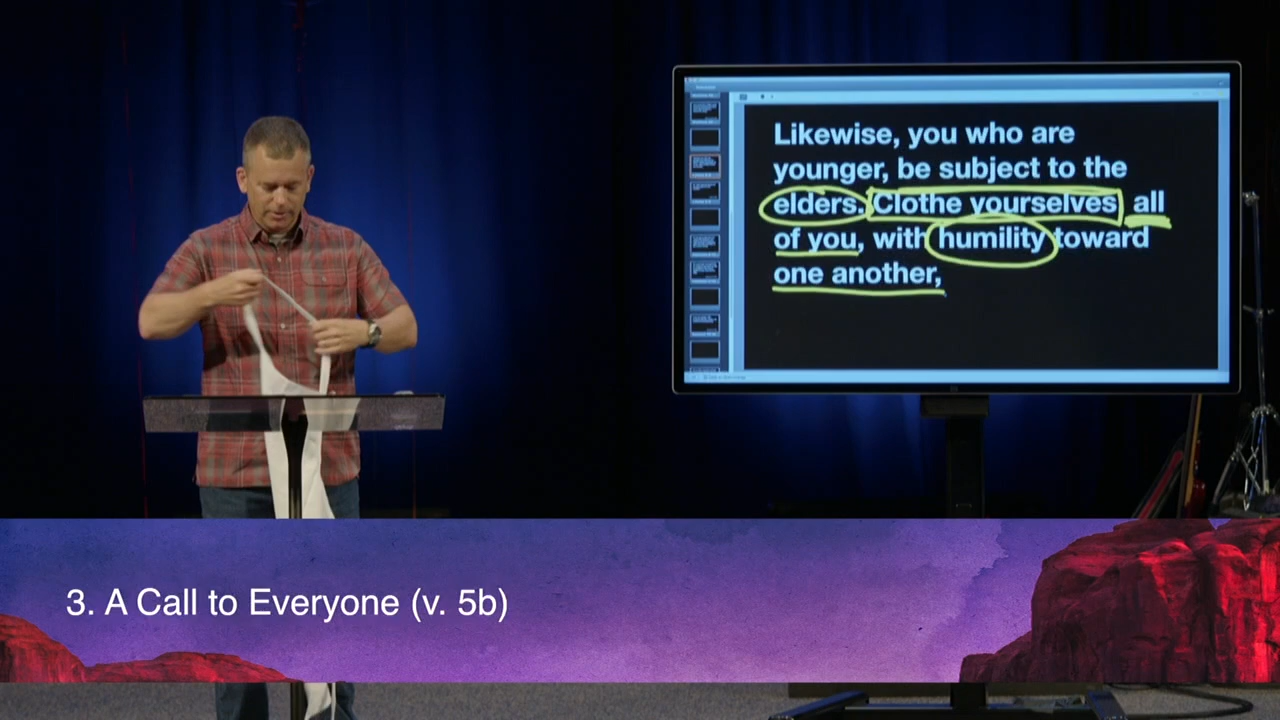 Likewise, you who are
younger, be subject to the
elders. Clothe yourselves, all
of you, with humility toward
one another,
3. A Call to Everyone (v. 5b)